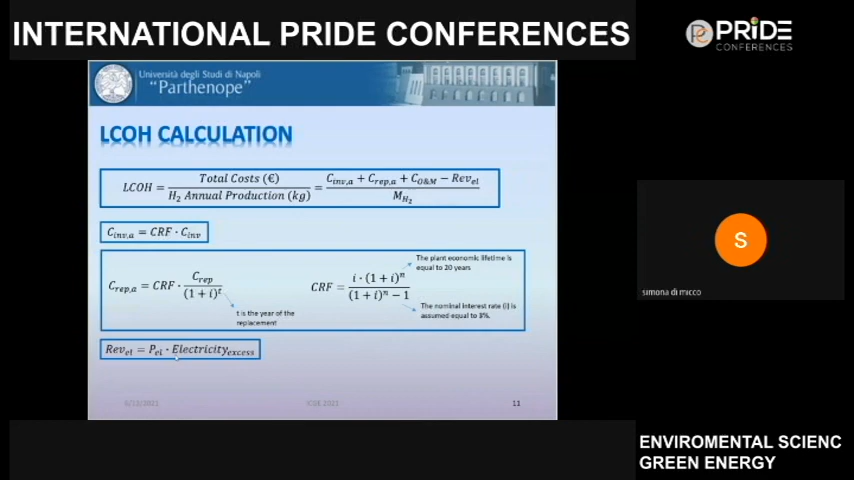 INTERNATIONAL PRIDE CONFERENCES
PRIDE
CONFERENCES
Università degli Studi di Napoli
"Parthenope"
LCOH CALCULATION
LCOH = Total Costs (€) / H₂ Annual Production (kg) = (C_inv,a + C_rep,a + C_O&M − Rev_el) / M_H₂
C_inv,a = CRF · C_inv
The plant economic lifetime is
equal to 20 years
C_rep,a = CRF · C_rep / (1 + i)^t
CRF = i · (1 + i)^n / ((1 + i)^n − 1)
t is the year of the
replacement
The nominal interest rate (i) is
assumed equal to 3%.
Rev_el = P_el · Electricity_excess
ICGE 2021
11
S
simona di micco
ENVIROMENTAL SCIENC
GREEN ENERGY